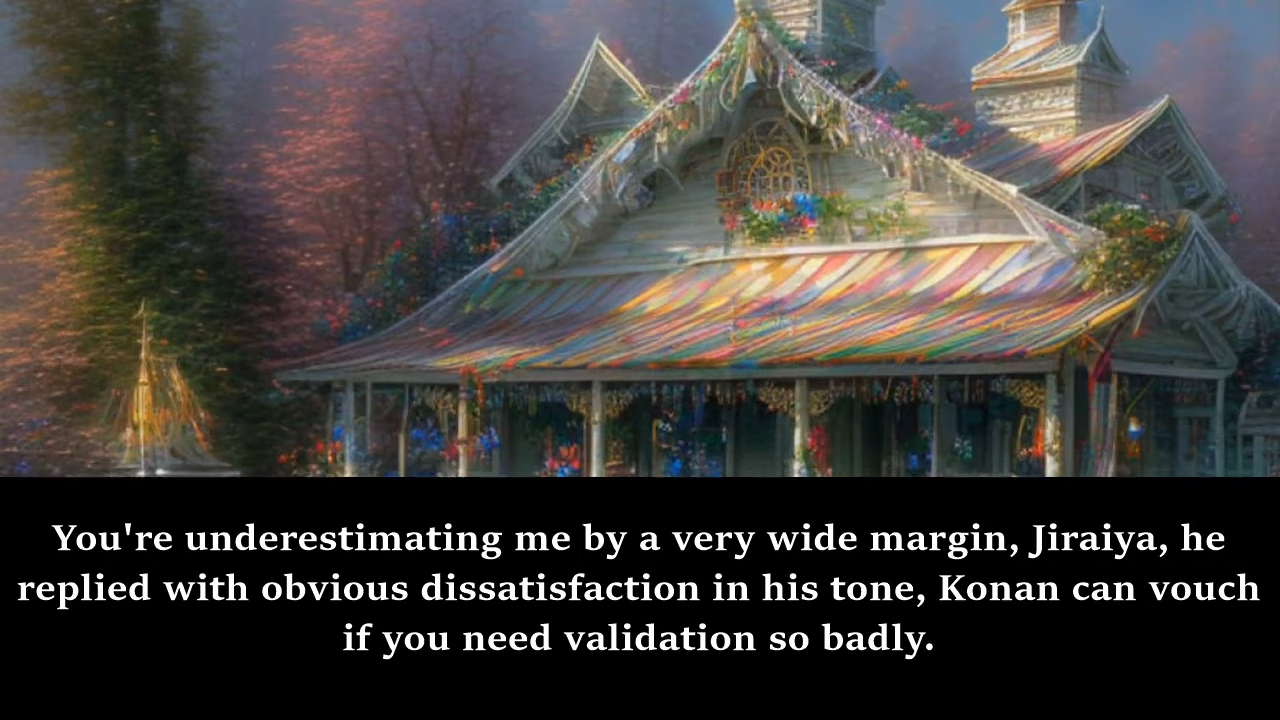 You're underestimating me by a very wide margin, Jiraiya, he
replied with obvious dissatisfaction in his tone, Konan can vouch
if you need validation so badly.